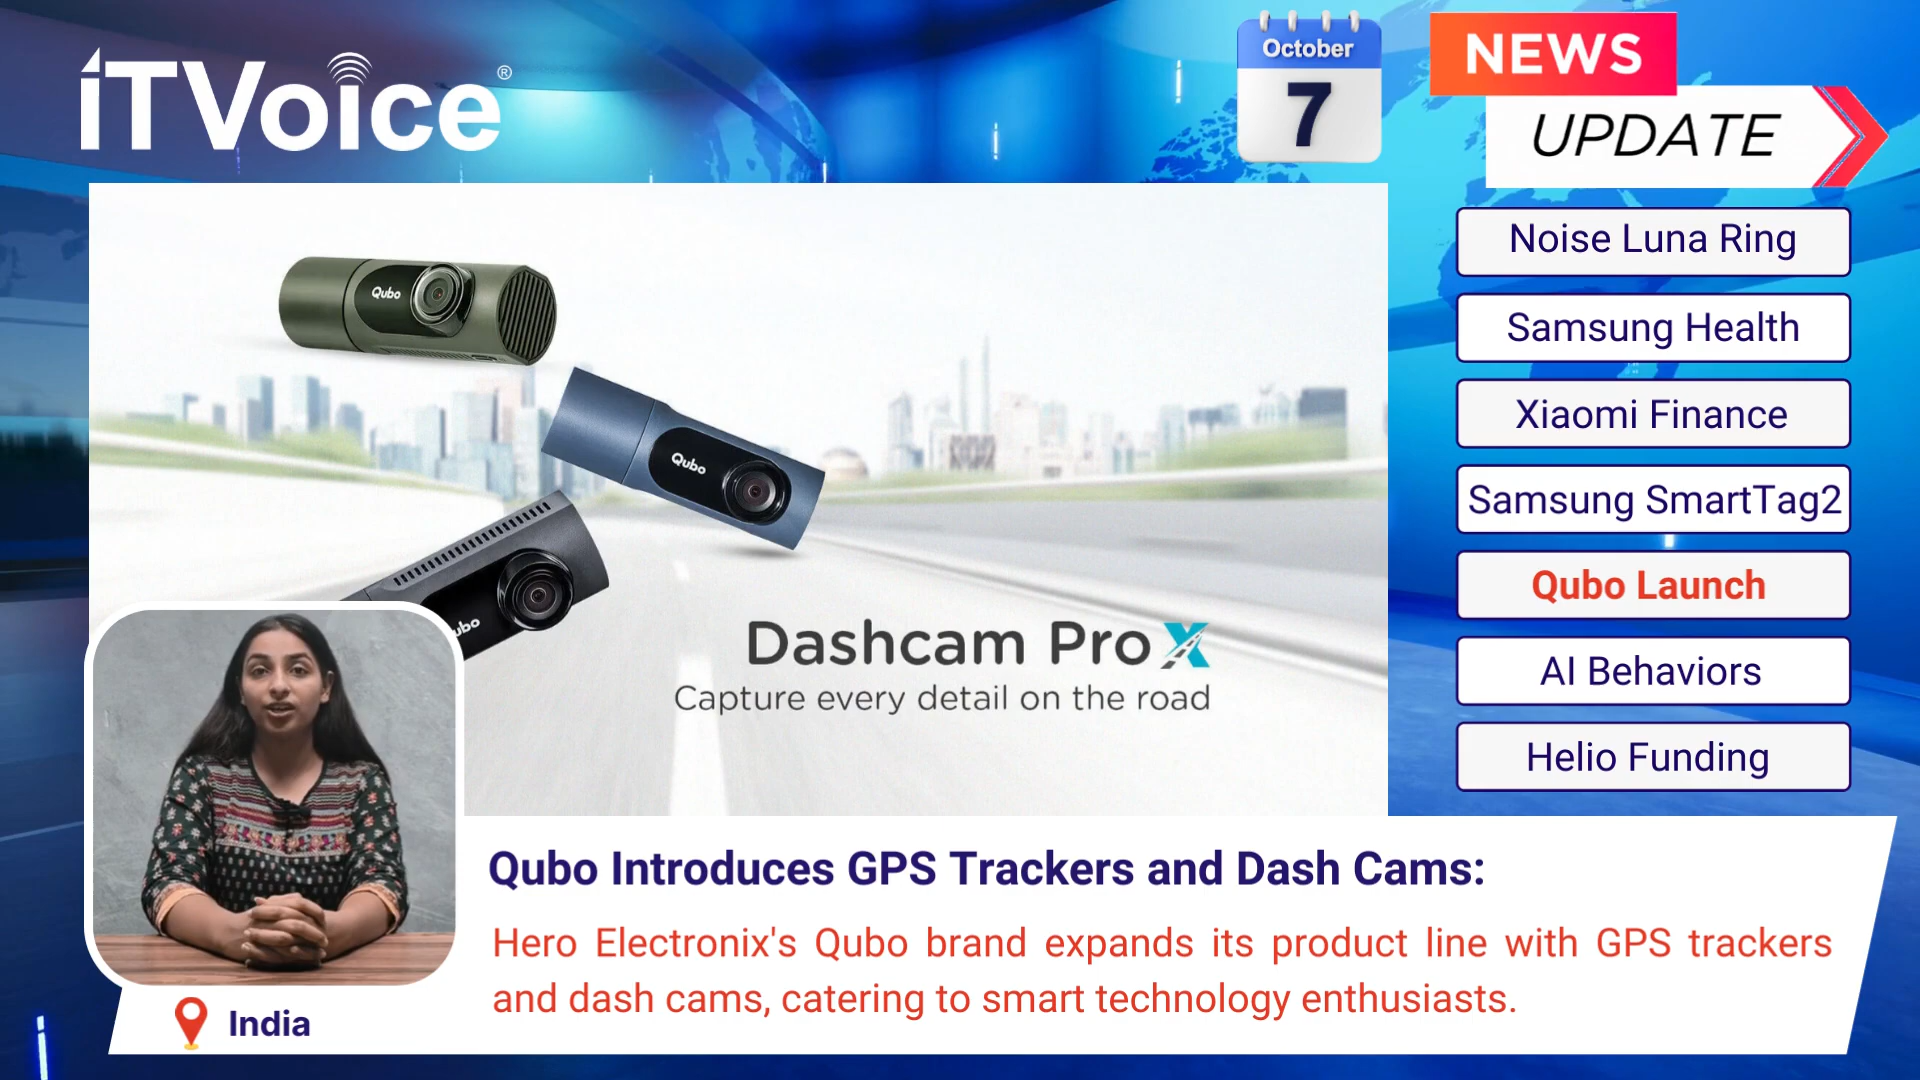 iTVoice®
October
7
NEWS
UPDATE
Qubo
Qubo
ubo
Dashcam Pro X
Capture every detail on the road
Noise Luna Ring
Samsung Health
Xiaomi Finance
Samsung SmartTag2
Qubo Launch
AI Behaviors
Helio Funding
Qubo Introduces GPS Trackers and Dash Cams:
Hero Electronix's Qubo brand expands its product line with GPS trackers
and dash cams, catering to smart technology enthusiasts.
India